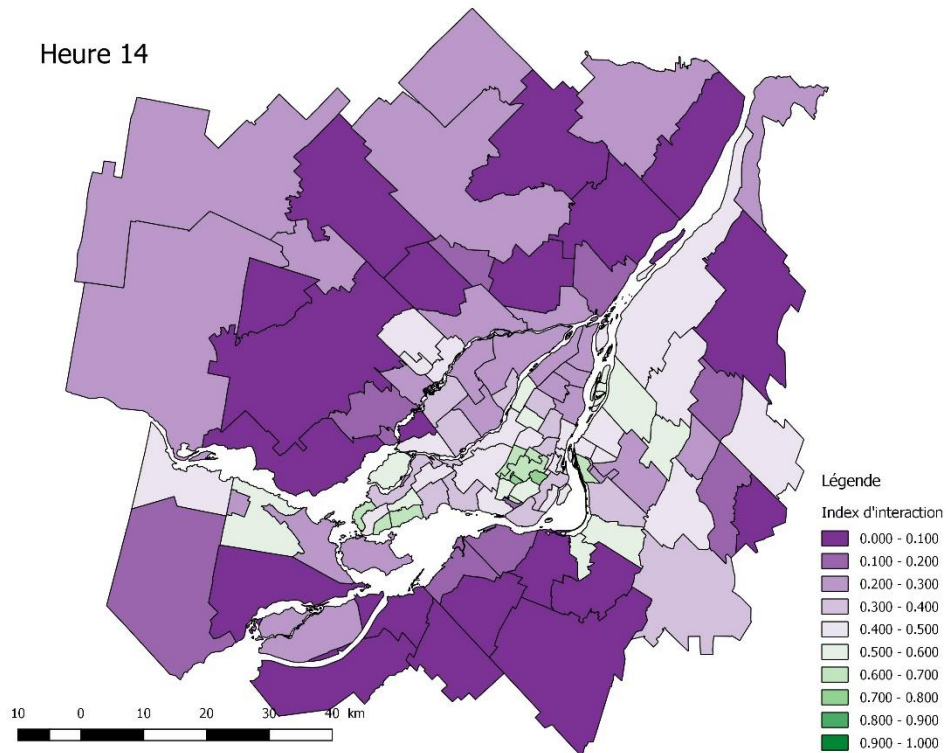 Heure 14
Légende
Index d'interaction
0.000 - 0.100
0.100 - 0.200
0.200 - 0.300
0.300 - 0.400
0.400 - 0.500
0.500 - 0.600
0.600 - 0.700
0.700 - 0.800
0.800 - 0.900
0.900 - 1.000
10 0 10 20 30 40 km